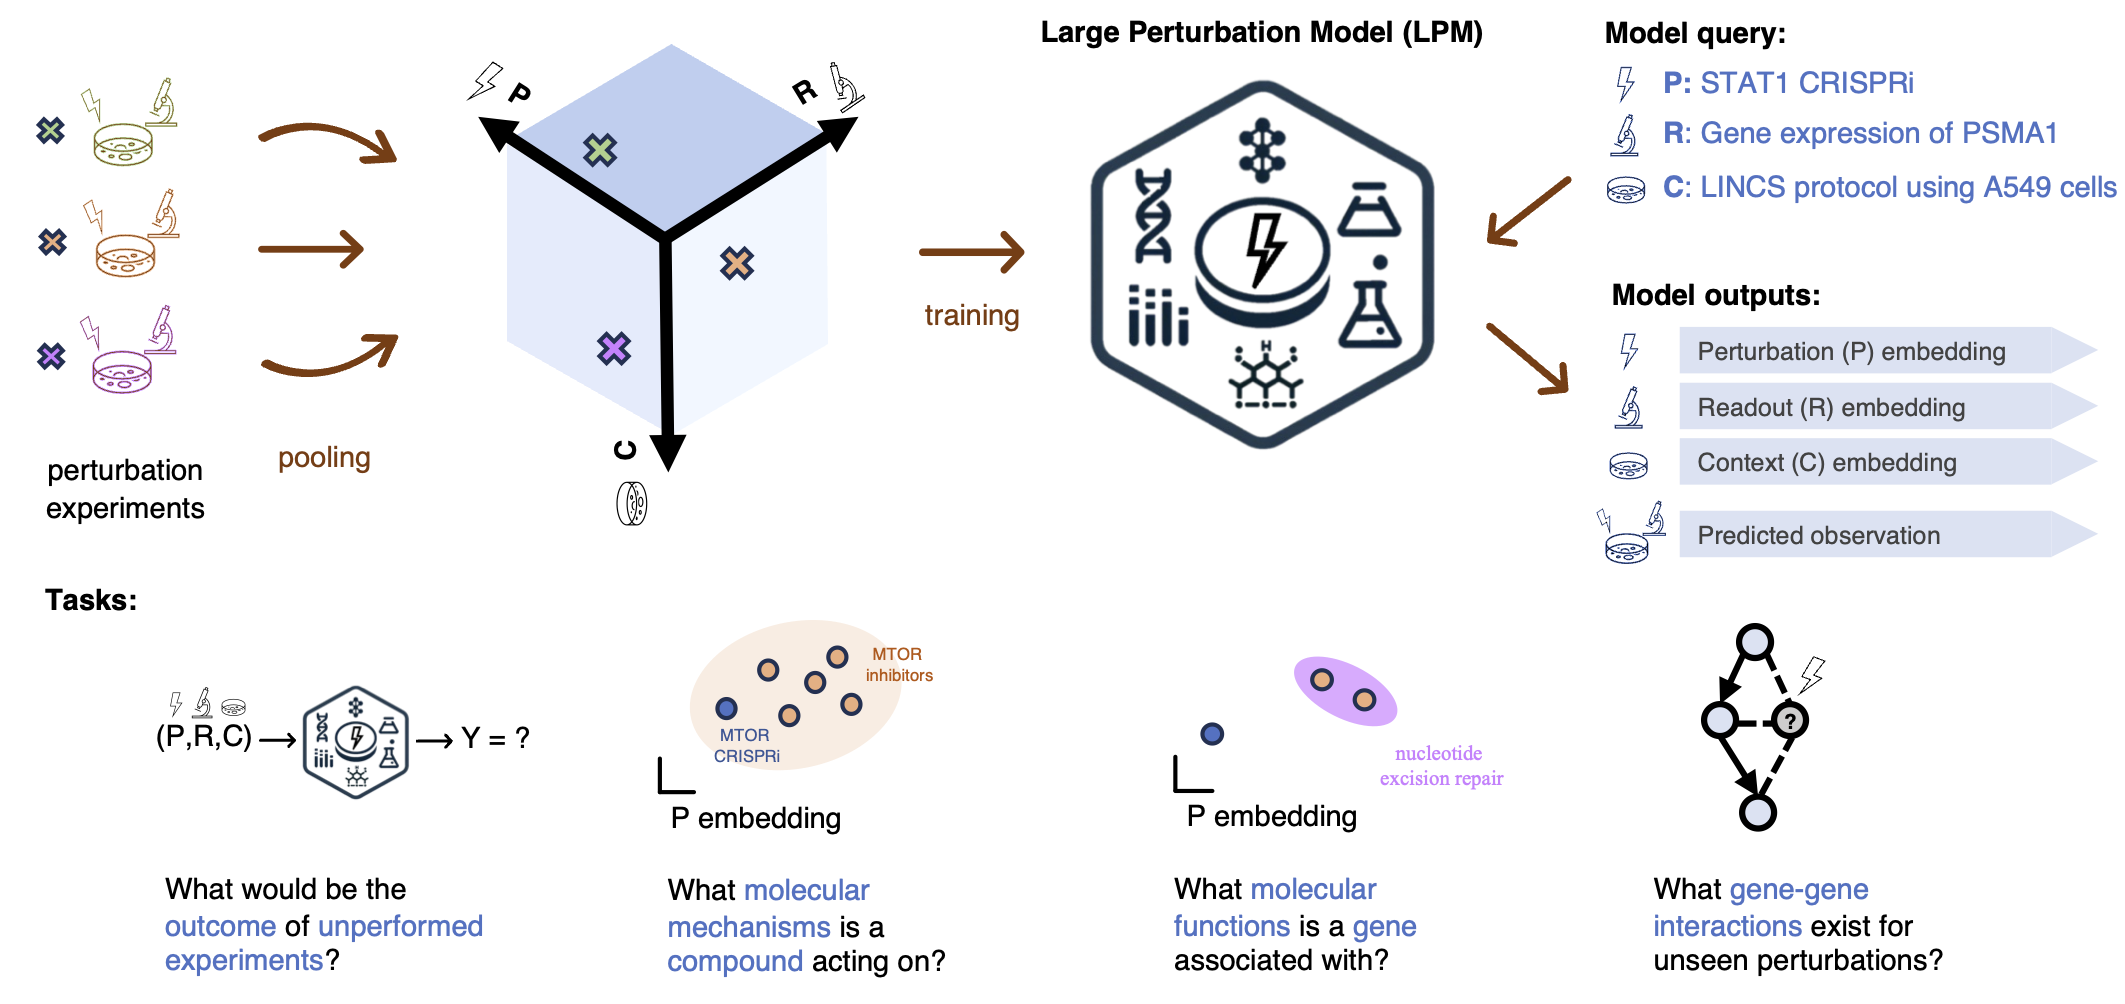 Large Perturbation Model (LPM)
Model query:
P: STAT1 CRISPRi
R: Gene expression of PSMA1
C: LINCS protocol using A549 cells
P
R
C
perturbation
experiments
pooling
training
H
Model outputs:
Perturbation (P) embedding
Readout (R) embedding
Context (C) embedding
Predicted observation
Tasks:
(P,R,C)
Y = ?
What would be the
outcome of unperformed
experiments?
MTOR
inhibitors
MTOR
CRISPRi
P embedding
What molecular
mechanisms is a
compound acting on?
nucleotide
excision repair
P embedding
What molecular
functions is a gene
associated with?
?
What gene-gene
interactions exist for
unseen perturbations?